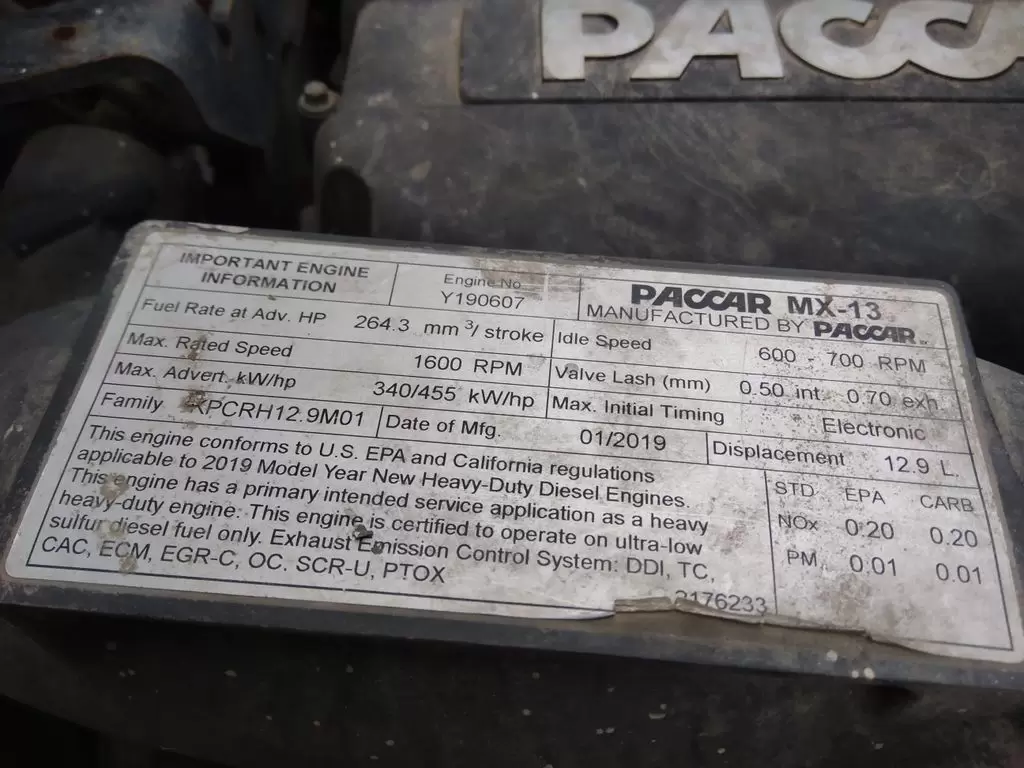 PACCA
IMPORTANT ENGINE
INFORMATION
Engine No
Y190607
PACCAR MX-13
MANUFACTURED BY PACCAR
Fuel Rate at Adv. HP 264.3 mm³/ stroke
Idle Speed 600 - 700 RPM
Max. Rated Speed 1600 RPM
Valve Lash (mm) 0.50 int. 0.70 exh.
Max. Advert. kW/hp 340/455 kW/hp
Max. Initial Timing Electronic
Family KPCRH12.9M01
Date of Mfg. 01/2019
Displacement 12.9 L.
This engine conforms to U.S. EPA and California regulations
applicable to 2019 Model Year New Heavy-Duty Diesel Engines.
This engine has a primary intended service application as a heavy
heavy-duty engine. This engine is certified to operate on ultra-low
sulfur diesel fuel only. Exhaust Emission Control System: DDI, TC,
CAC, ECM, EGR-C, OC, SCR-U, PTOX
2176233
STD EPA CARB
NOx 0.20 0.20
PM 0.01 0.01